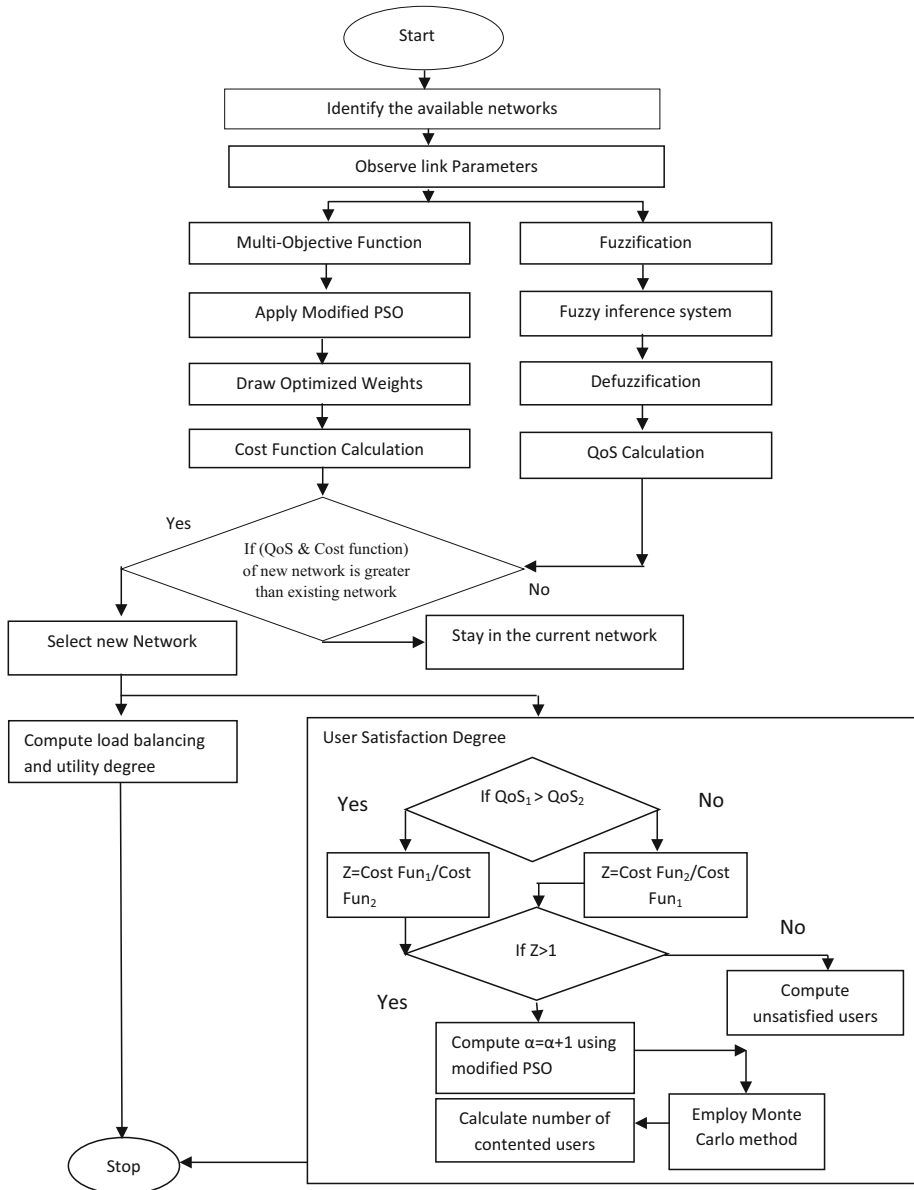 Start
Identify the available networks
Observe link Parameters
Multi-Objective Function
Fuzzification
Apply Modified PSO
Fuzzy inference system
Draw Optimized Weights
Defuzzification
Cost Function Calculation
QoS Calculation
Yes
If (QoS & Cost function)
of new network is greater
than existing network
No
Select new Network
Stay in the current network
Compute load balancing
and utility degree
User Satisfaction Degree
If QoS₁ > QoS₂
Yes
No
Z=Cost Fun₁/Cost
Fun₂
Z=Cost Fun₂/Cost
Fun₁
If Z>1
No
Yes
Compute
unsatisfied users
Compute α=α+1 using
modified PSO
Employ Monte
Carlo method
Calculate number of
contented users
Stop